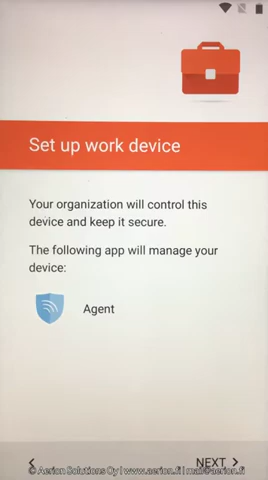 Set up work device
Your organization will control this
device and keep it secure.
The following app will manage your
device:
Agent
NEXT
© Aerion Solutions Oy | www.aerion.fi | mail@aerion.fi